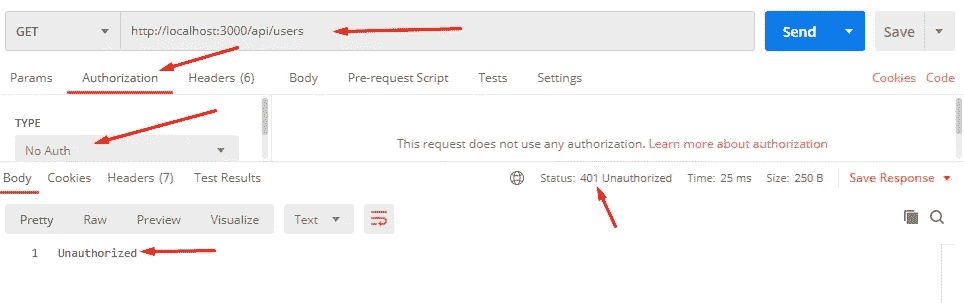 GET http://localhost:3000/api/users Send Save
Params Authorization Headers (6) Body Pre-request Script Tests Settings Cookies Code
TYPE
No Auth
This request does not use any authorization. Learn more about authorization
Body Cookies Headers (7) Test Results Status: 401 Unauthorized Time: 25 ms Size: 250 B Save Response
Pretty Raw Preview Visualize Text
1 Unauthorized